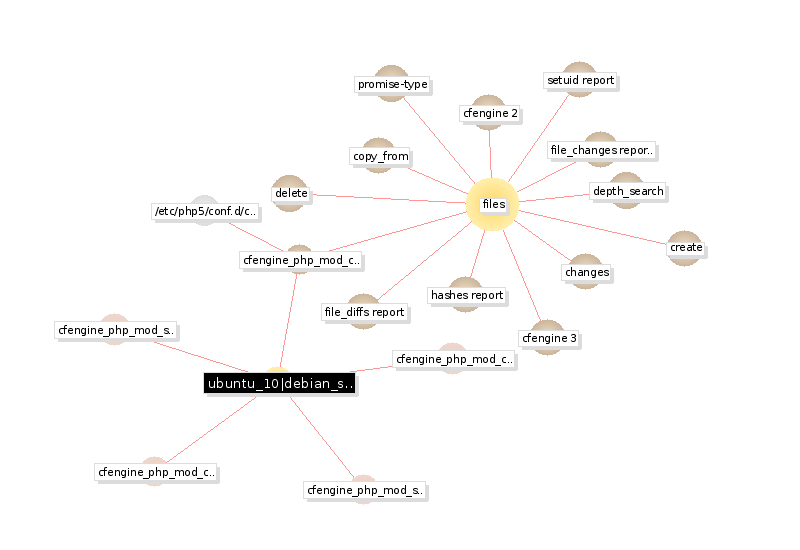 setuid report
promise-type
cfengine 2
file_changes repor..
copy_from
depth_search
delete
files
/etc/php5/conf.d/c..
create
cfengine_php_mod_c..
changes
hashes report
file_diffs report
cfengine_php_mod_s..
cfengine 3
cfengine_php_mod_c..
ubuntu_10|debian_s..
cfengine_php_mod_c..
cfengine_php_mod_s..